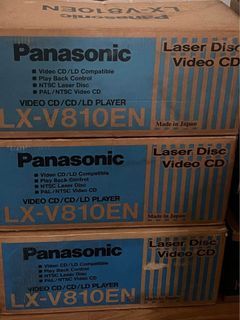 Panasonic
LX-V810EN
Panasonic
Laser Disc
Video CD
■ Video CD/LD Compatible
■ Play Back Control
■ NTSC Laser Disc
■ PAL/NTSC Video CD
VIDEO CD/CD/LD PLAYER
LX-V810EN
Made in Japan
Panasonic
Laser Disc
Video CD
■ Video CD/LD Compatible
■ Play Back Control
■ NTSC Laser Disc
■ PAL/NTSC Video CD
VIDEO CD/CD/LD PLAYER
LX-V810EN
Made in Japan
Panasonic
Laser Disc
Video CD
■ Video CD/LD Compatible
■ Play Back Control
■ NTSC Laser Disc
■ PAL/NTSC Video CD
VIDEO CD/CD/LD PLAYER
LX-V810EN
Made in Japan